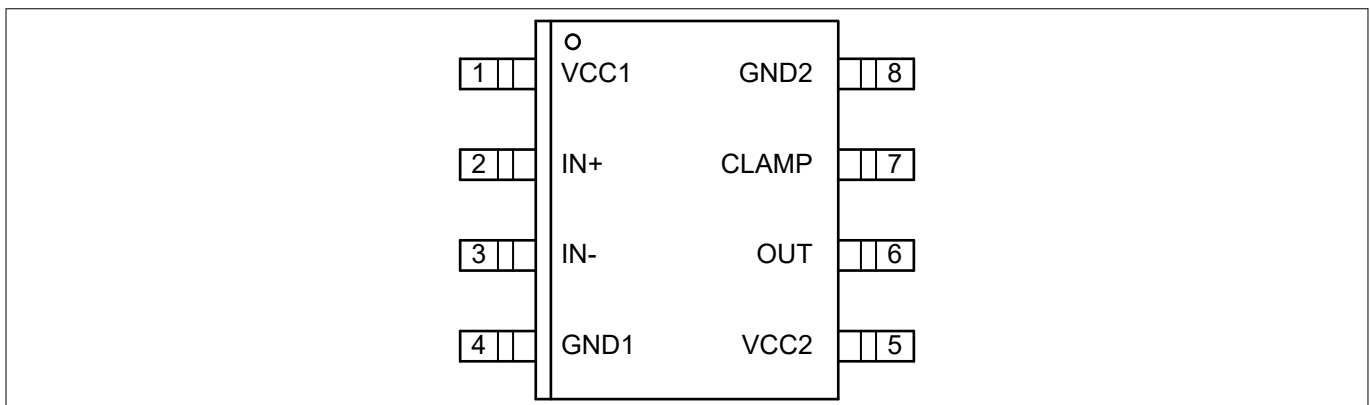 1 VCC1 GND2 8
2 IN+ CLAMP 7
3 IN- OUT 6
4 GND1 VCC2 5